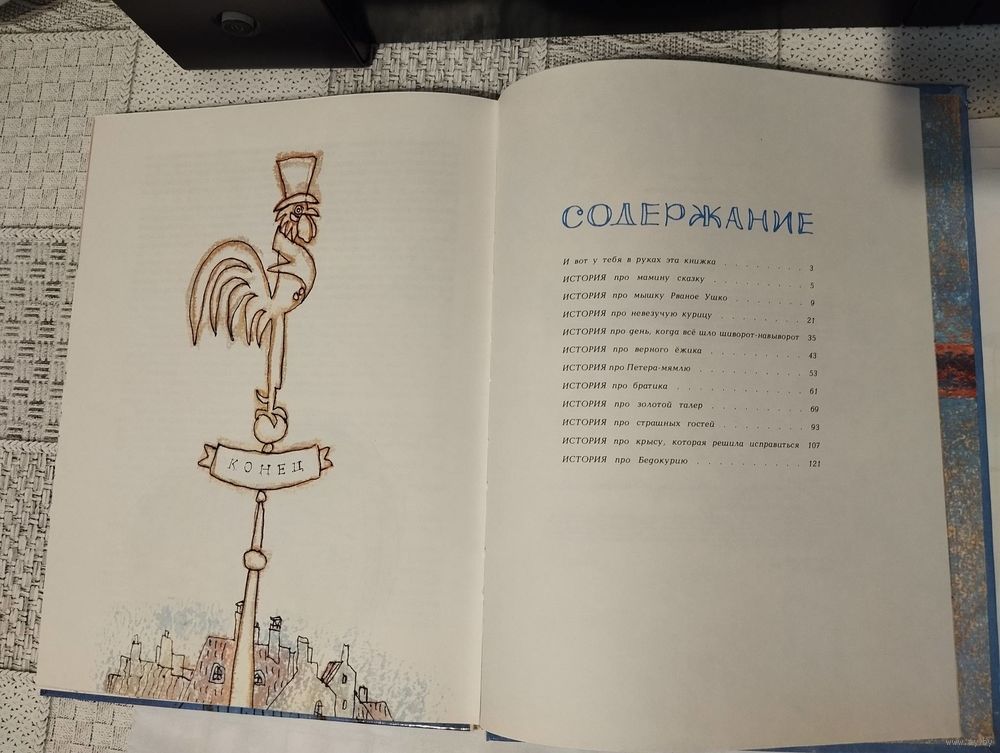 КОНЕЦ
СОДЕРЖАНИЕ
И вот у тебя в руках эта книжка . . . . . . . . 3
ИСТОРИЯ про мамину сказку . . . . . . . . 5
ИСТОРИЯ про мышку Рваное Ушко . . . . . . . 9
ИСТОРИЯ про невезучую курицу . . . . . . . . 21
ИСТОРИЯ про день, когда всё шло шиворот-навыворот 35
ИСТОРИЯ про верного ёжика . . . . . . . . . 43
ИСТОРИЯ про Петера-мямлю . . . . . . . . . . 53
ИСТОРИЯ про братика . . . . . . . . . . . 61
ИСТОРИЯ про золотой талер . . . . . . . . . 69
ИСТОРИЯ про страшных гостей . . . . . . . . 93
ИСТОРИЯ про крысу, которая решила исправиться 107
ИСТОРИЯ про Бедокурию . . . . . . . . . . 121